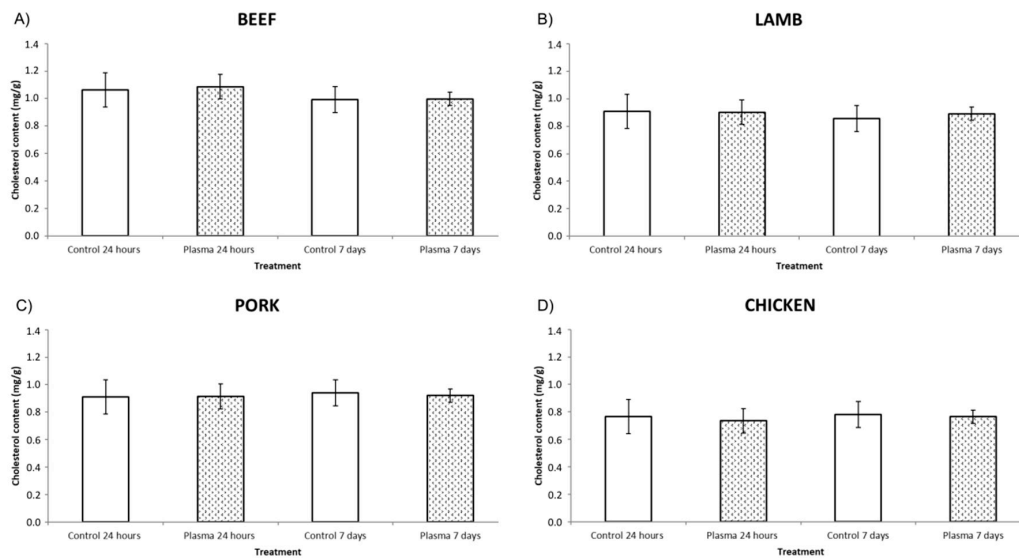 A)
BEEF
Cholesterol content (mg/g)
1.4
1.2
1.0
0.8
0.6
0.4
0.2
0.0
Control 24 hours Plasma 24 hours Control 7 days Plasma 7 days
Treatment
B)
LAMB
Cholesterol content (mg/g)
1.4
1.2
1.0
0.8
0.6
0.4
0.2
0.0
Control 24 hours Plasma 24 hours Control 7 days Plasma 7 days
Treatment
C)
PORK
Cholesterol content (mg/g)
1.4
1.2
1.0
0.8
0.6
0.4
0.2
0.0
Control 24 hours Plasma 24 hours Control 7 days Plasma 7 days
Treatment
D)
CHICKEN
Cholesterol content (mg/g)
1.4
1.2
1.0
0.8
0.6
0.4
0.2
0.0
Control 24 hours Plasma 24 hours Control 7 days Plasma 7 days
Treatment